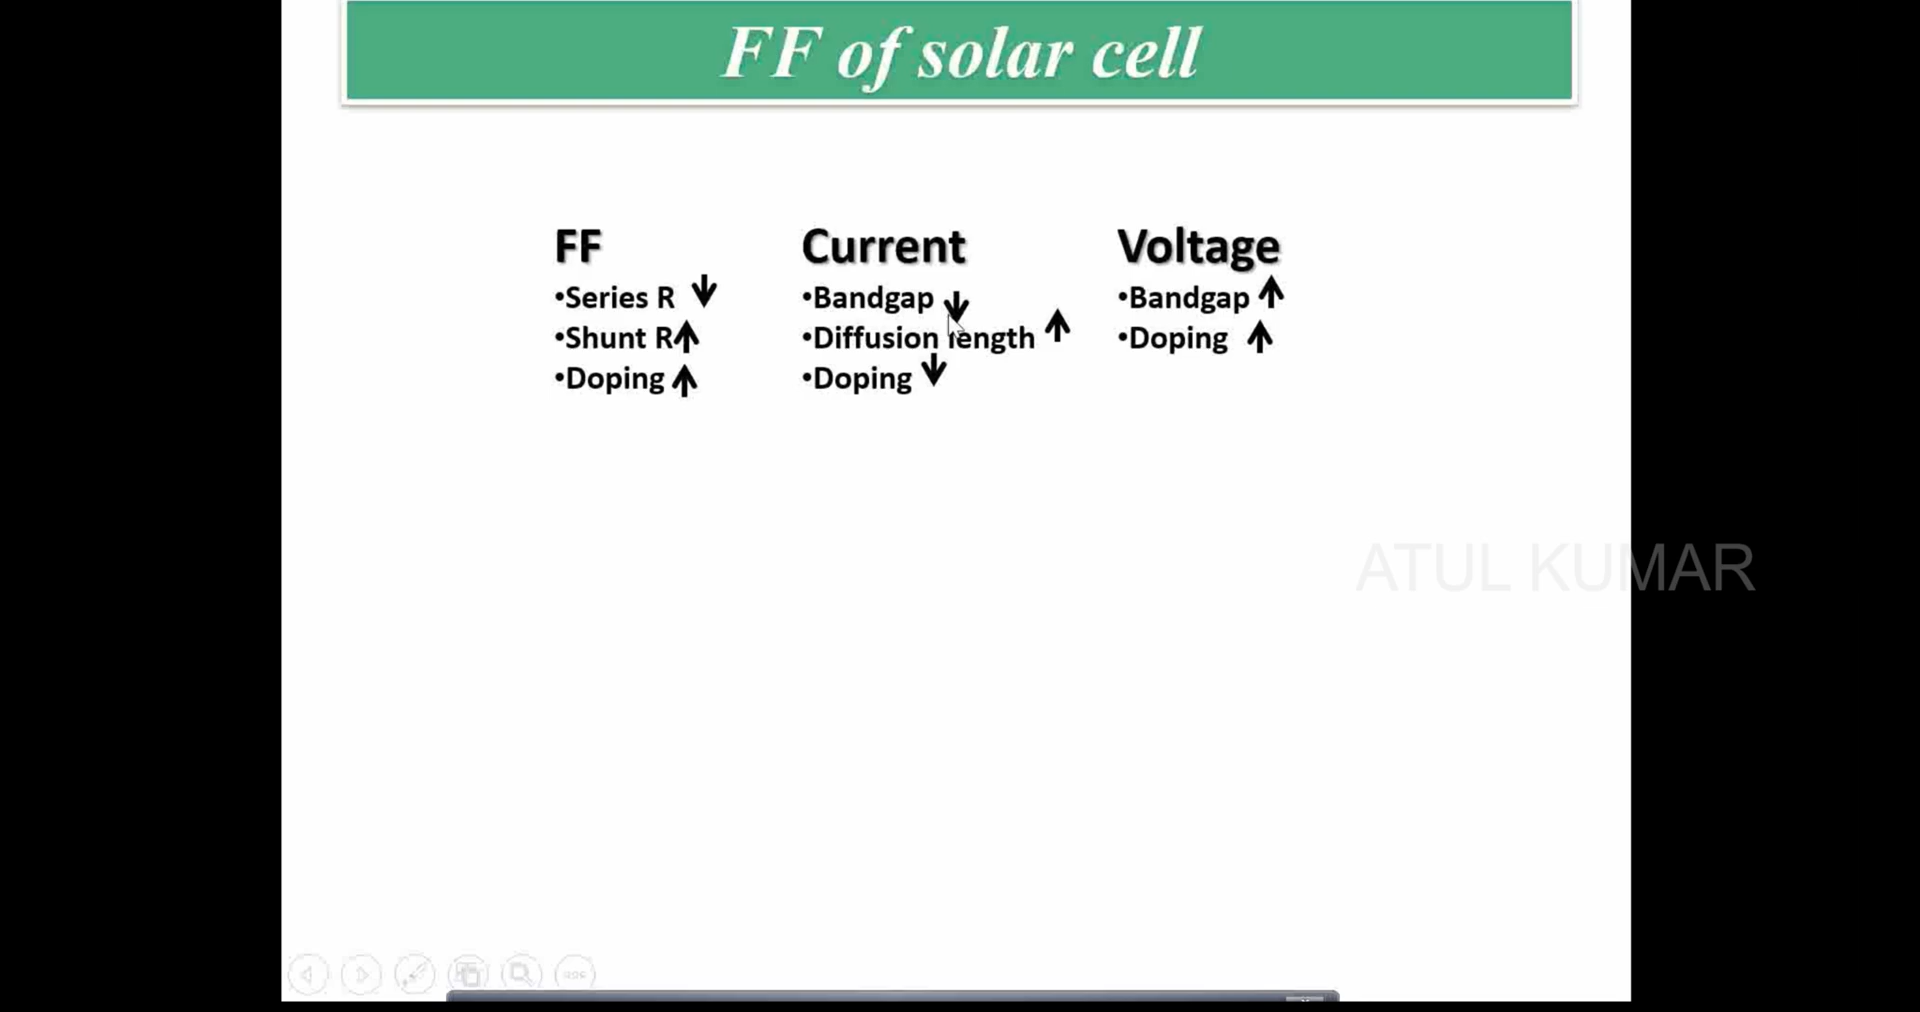 FF of solar cell
FF
•Series R ↓
•Shunt R↑
•Doping ↑
Current
•Bandgap ↓
•Diffusion length ↑
•Doping ↓
Voltage
•Bandgap ↑
•Doping ↑
ATUL KUMAR